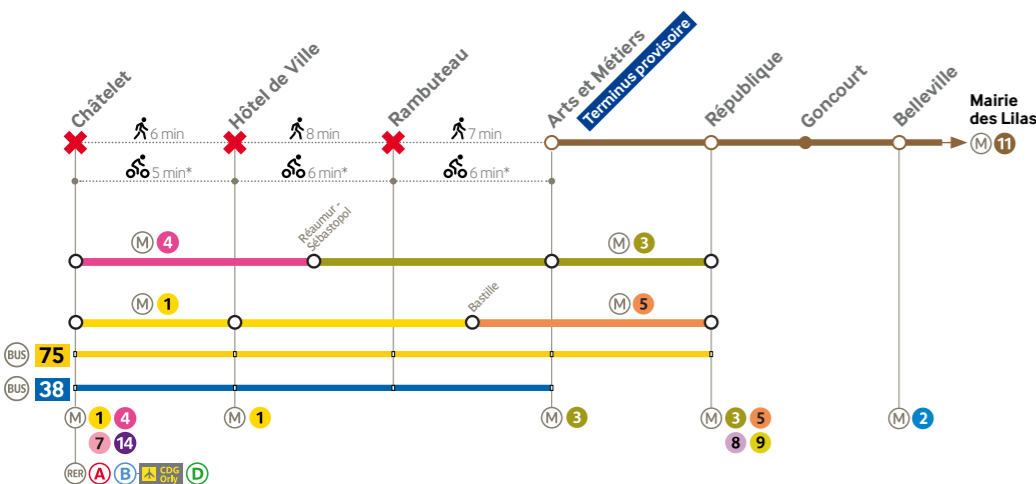 Châtelet
Hôtel de Ville
Rambuteau
Arts et Métiers
Terminus provisoire
République
Goncourt
Belleville
Mairie
des Lilas
M 11
6 min
8 min
7 min
5 min*
6 min*
6 min*
M 4
Réaumur -
Sébastopol
M 3
M 1
Bastille
M 5
BUS 75
BUS 38
M 1 4
7 14
M 1
M 3
M 3 5
8 9
M 2
RER A B CDG
Orly D